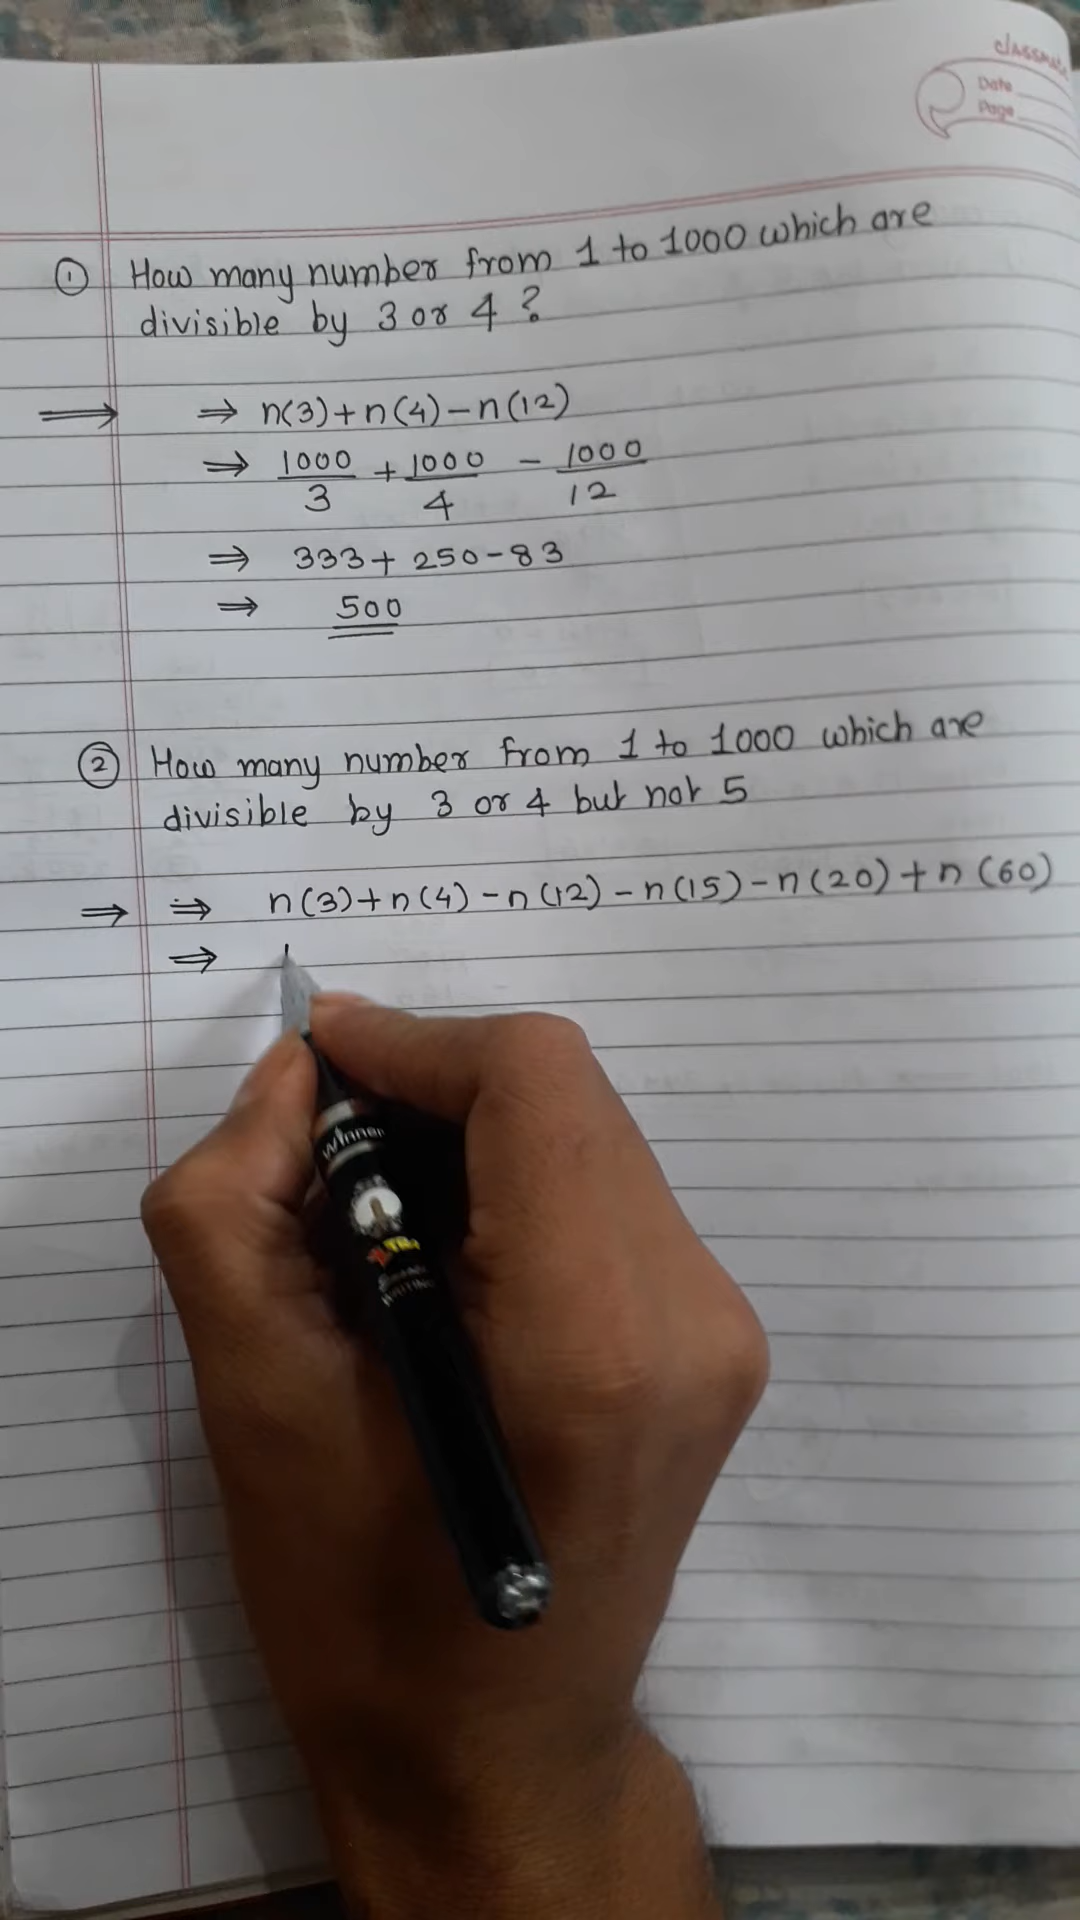 classmate
Date
Page
① How many number from 1 to 1000 which are
divisible by 3 or 4 ?
⟹ ⇒ n(3)+n(4)-n(12)
⇒ 1000/3 + 1000/4 - 1000/12
⇒ 333+ 250-83
⇒ 500
② How many number from 1 to 1000 which are
divisible by 3 or 4 but not 5
⇒ ⇒ n(3)+n(4)-n(12)-n(15)-n(20)+n(60)
⇒ 1
Winner
WRITING